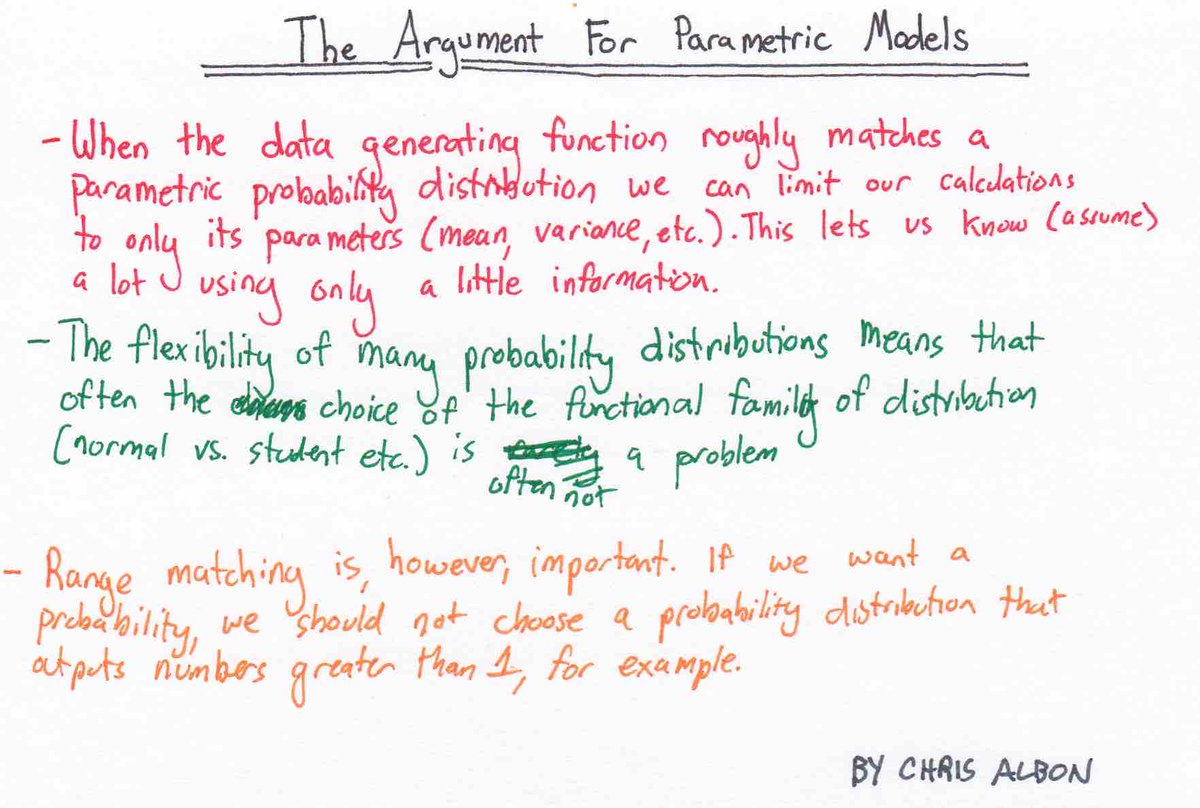 The Argument For Parametric Models
- When the data generating function roughly matches a
parametric probability distribution we can limit our calculations
to only its parameters (mean, variance, etc.). This lets us know (assume)
a lot using only a little information.
- The flexibility of many probability distributions means that
often the choice of the functional family of distribution
(normal vs. student etc.) is a problem
often not
- Range matching is, however, important. If we want a
probability, we should not choose a probability distribution that
outputs numbers greater than 1, for example.
BY CHRIS ALBON